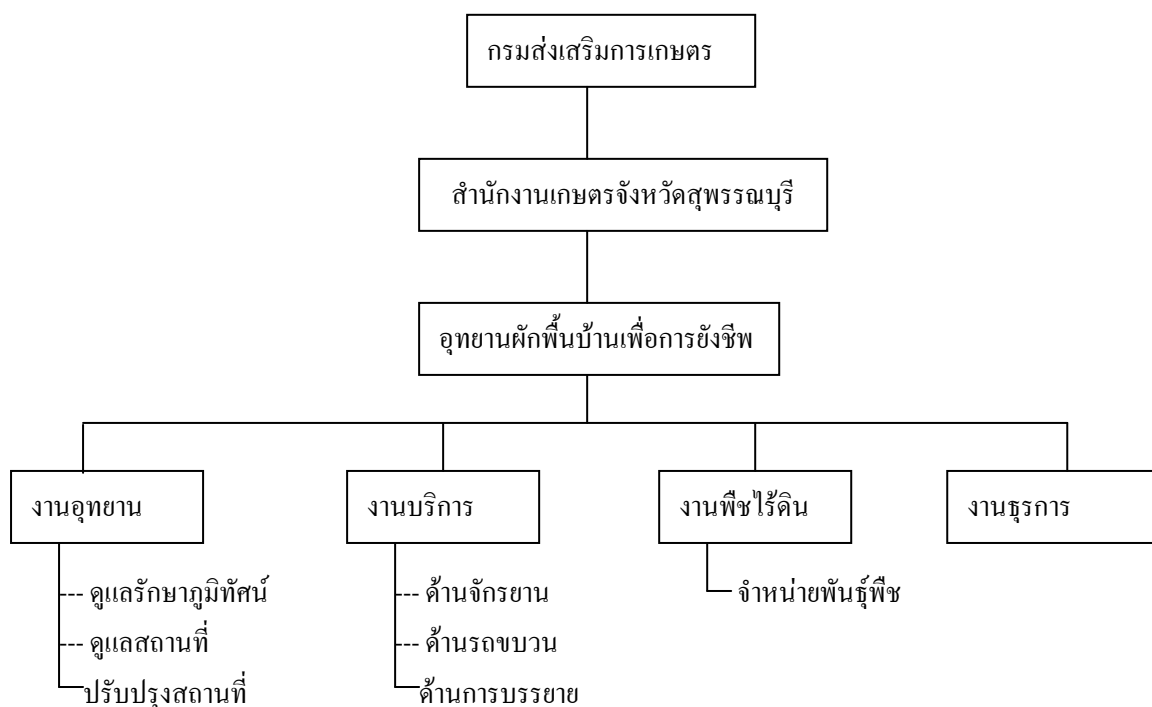 กรมส่งเสริมการเกษตร
สำนักงานเกษตรจังหวัดสุพรรณบุรี
อุทยานผักพื้นบ้านเพื่อการยังชีพ
งานอุทยาน
งานบริการ
งานพืชไร้ดิน
งานธุรการ
ดูแลรักษาภูมิทัศน์
ดูแลสถานที่
ปรับปรุงสถานที่
ด้านจักรยาน
ด้านรถขบวน
ด้านการบรรยาย
จำหน่ายพันธุ์พืช